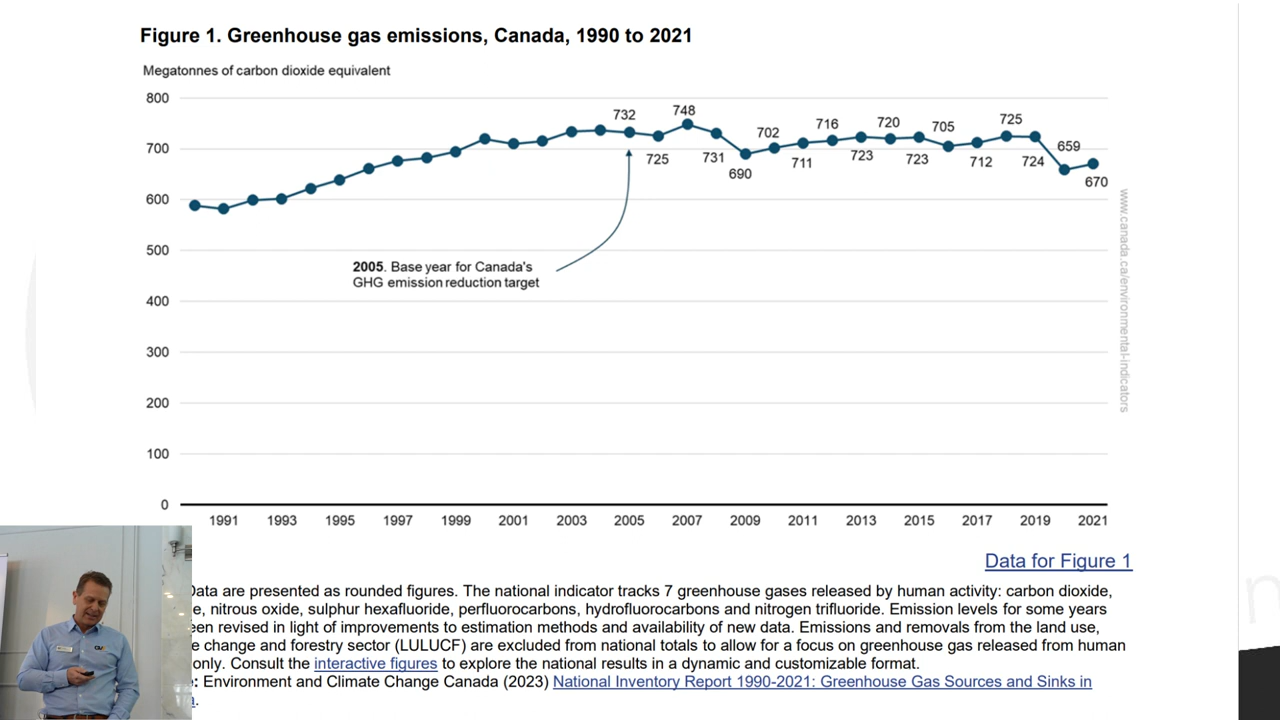 Figure 1. Greenhouse gas emissions, Canada, 1990 to 2021
Megatonnes of carbon dioxide equivalent
800
700
600
500
400
300
200
100
0
732
748
725
731
690
702
711
716
723
720
723
705
712
725
724
659
670
2005. Base year for Canada's
GHG emission reduction target
www.canada.ca/environmental-indicators
1991 1993 1995 1997 1999 2001 2003 2005 2007 2009 2011 2013 2015 2017 2019 2021
Data for Figure 1
Data are presented as rounded figures. The national indicator tracks 7 greenhouse gases released by human activity: carbon dioxide,
e, nitrous oxide, sulphur hexafluoride, perfluorocarbons, hydrofluorocarbons and nitrogen trifluoride. Emission levels for some years
en revised in light of improvements to estimation methods and availability of new data. Emissions and removals from the land use,
e change and forestry sector (LULUCF) are excluded from national totals to allow for a focus on greenhouse gas released from human
only. Consult the interactive figures to explore the national results in a dynamic and customizable format.
: Environment and Climate Change Canada (2023) National Inventory Report 1990-2021: Greenhouse Gas Sources and Sinks in
.